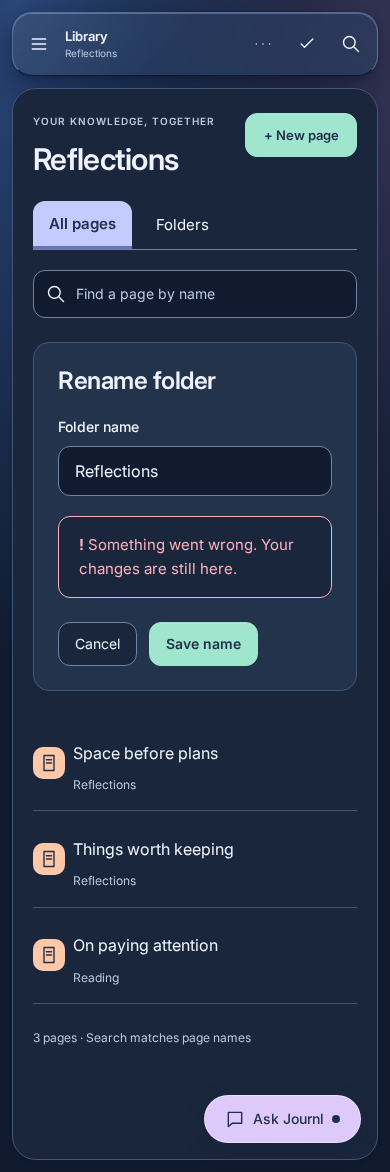 Library
Reflections
YOUR KNOWLEDGE, TOGETHER
+ New page
Reflections
All pages
Folders
Find a page by name
Rename folder
Folder name
Reflections
! Something went wrong. Your
changes are still here.
Cancel
Save name
Space before plans
Reflections
Things worth keeping
Reflections
On paying attention
Reading
3 pages · Search matches page names
Ask Journl